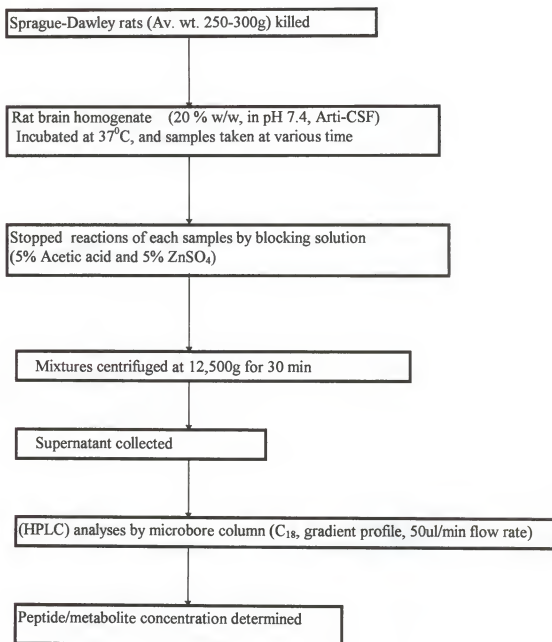 Sprague-Dawley rats (Av. wt. 250-300g) killed
Rat brain homogenate (20 % w/w, in pH 7.4, Arti-CSF)
Incubated at 37⁰C, and samples taken at various time
Stopped reactions of each samples by blocking solution
(5% Acetic acid and 5% ZnSO₄)
Mixtures centrifuged at 12,500g for 30 min
Supernatant collected
(HPLC) analyses by microbore column (C₁₈, gradient profile, 50ul/min flow rate)
Peptide/metabolite concentration determined